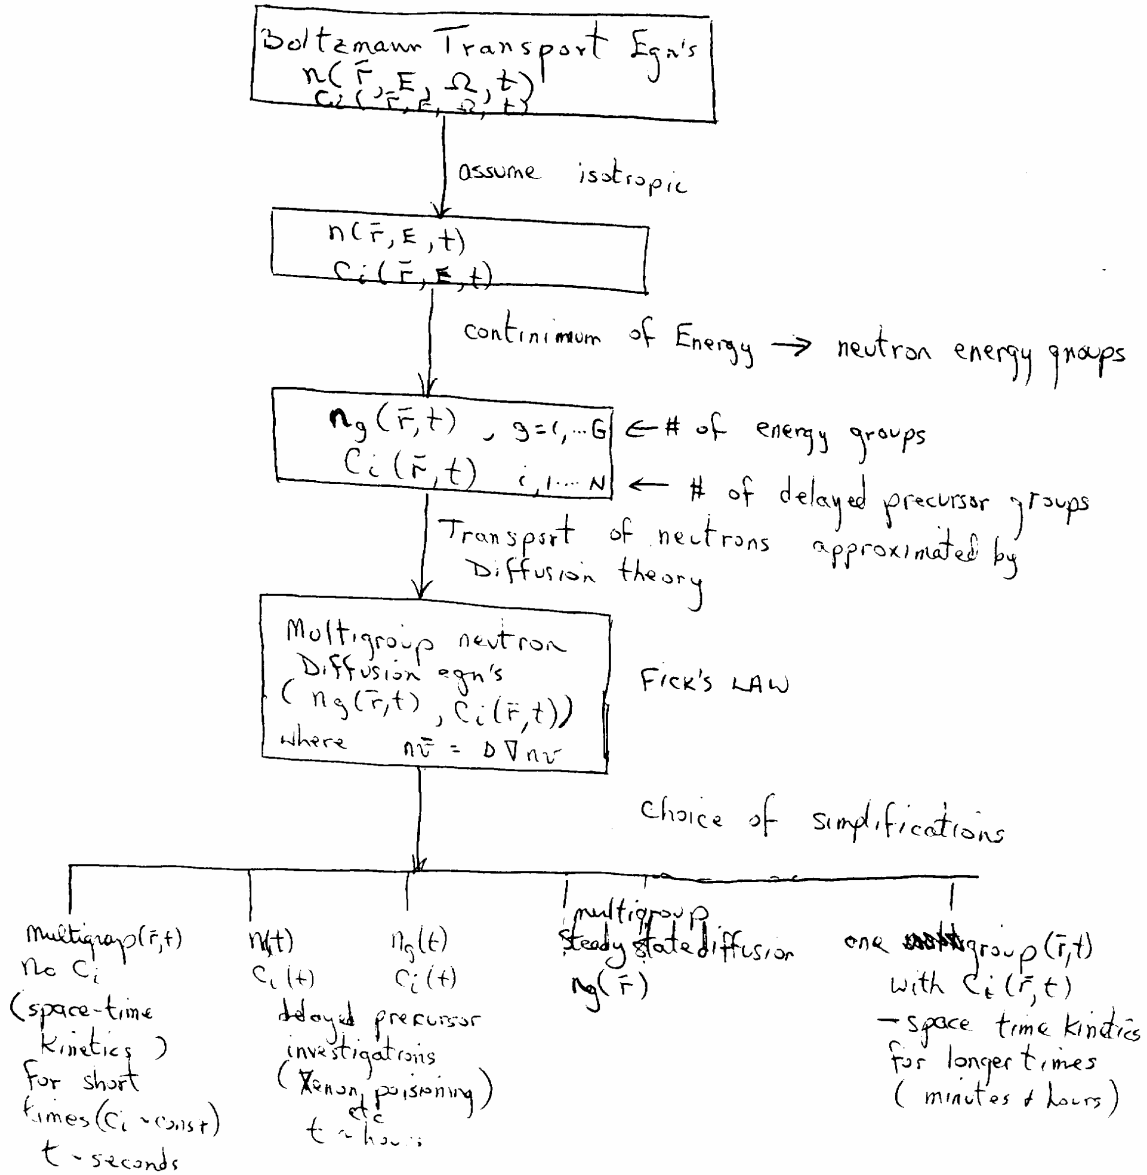 Boltzmann Transport Eqn's
n(r̄, E, Ω, t)
Ci(r̄, E, Ω, t)
assume isotropic
n(r̄, E, t)
Ci(r̄, E, t)
continimum of Energy → neutron energy groups
ng(r̄, t) , g=1, ...G ← # of energy groups
Ci(r̄, t) i, 1.... N ← # of delayed precursor groups
Transport of neutrons approximated by
Diffusion theory
Multigroup neutron
Diffusion eqn's
(ng(r̄,t), Ci(r̄,t))
where nv̄ = D∇nv
Fick's LAW
choice of simplifications
multigroup(r̄,t)
no Ci
(space-time
kinetics)
for short
times (Ci ~ const)
t ~ seconds
n(t)
Ci(t)
ng(t)
Ci(t)
delayed precursor
investigations
(Xenon poisoning)
etc
t ~ hours
multigroup
steady state diffusion
ng(r̄)
one group(r̄,t)
with Ci(r̄,t)
- space time kinetics
for longer times
(minutes & hours)